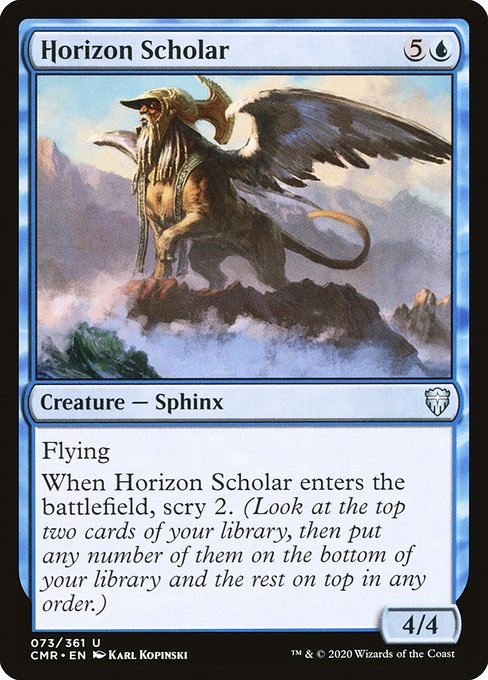 Horizon Scholar 5
Creature — Sphinx
Flying
When Horizon Scholar enters the
battlefield, scry 2. (Look at the top
two cards of your library, then put
any number of them on the bottom of
your library and the rest on top in any
order.)
4/4
073/361 U
CMR • EN Karl Kopinski ™ & © 2020 Wizards of the Coast